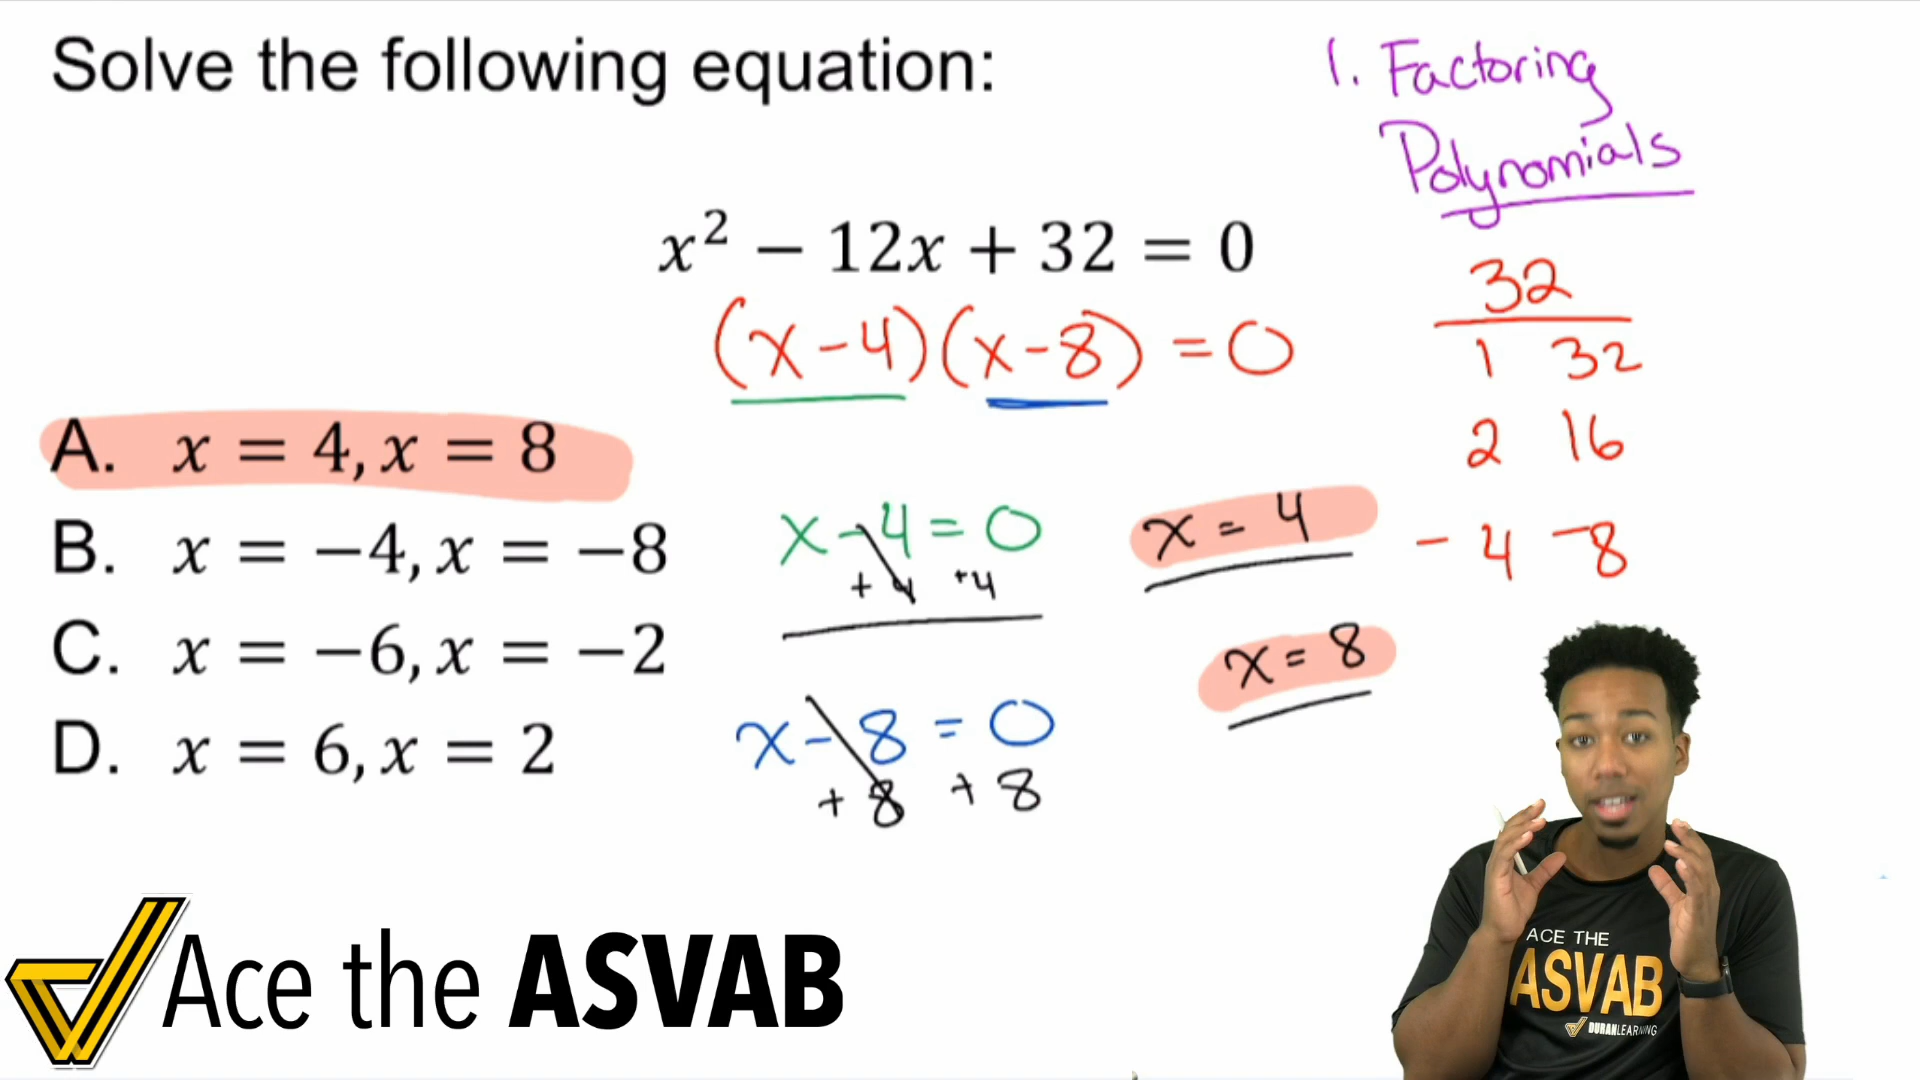 Solve the following equation:
1. Factoring
Polynomials
x² − 12x + 32 = 0
(x-4)(x-8) = 0
32
1 32
2 16
- 4 -8
A. x = 4, x = 8
B. x = −4, x = −8
C. x = −6, x = −2
D. x = 6, x = 2
x-4=0
+ 4 +4
x = 4
x-8 = 0
+ 8 + 8
x = 8
Ace the ASVAB
ACE THE
ASVAB
DURANLEARNING